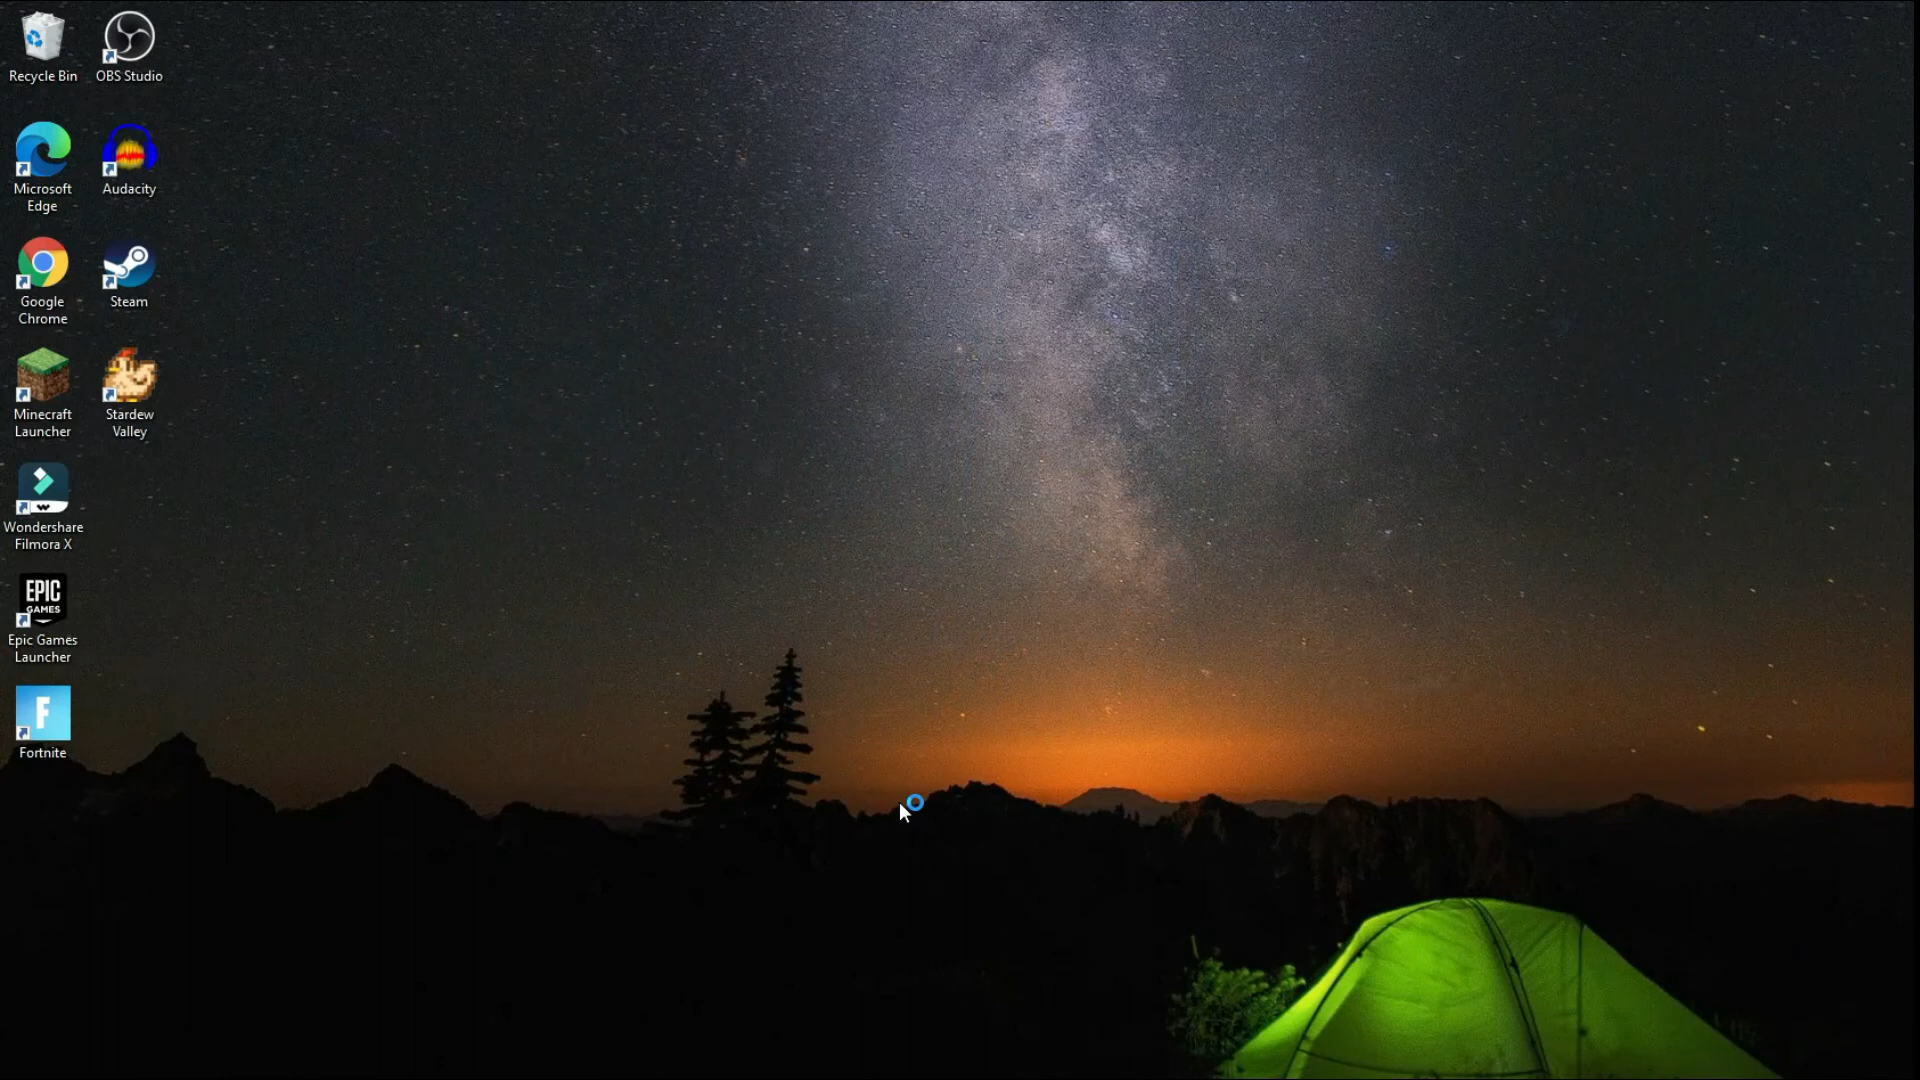 Recycle Bin
OBS Studio
Microsoft
Edge
Audacity
Google
Chrome
Steam
Minecraft
Launcher
Stardew
Valley
Wondershare
Filmora X
EPIC
GAMES
Epic Games
Launcher
F
Fortnite